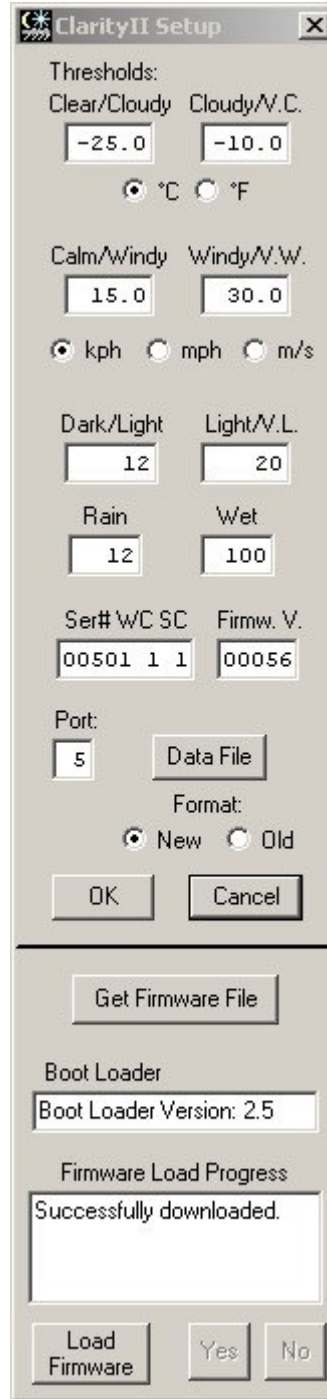 ClarityII Setup
Thresholds:
Clear/Cloudy Cloudy/V.C.
-25.0 -10.0
°C °F
Calm/Windy Windy/V.W.
15.0 30.0
kph mph m/s
Dark/Light Light/V.L.
12 20
Rain Wet
12 100
Ser# WC SC Firmw. V.
00501 1 1 00056
Port:
5 Data File
Format:
New Old
OK Cancel
Get Firmware File
Boot Loader
Boot Loader Version: 2.5
Firmware Load Progress
Successfully downloaded.
Load Firmware Yes No